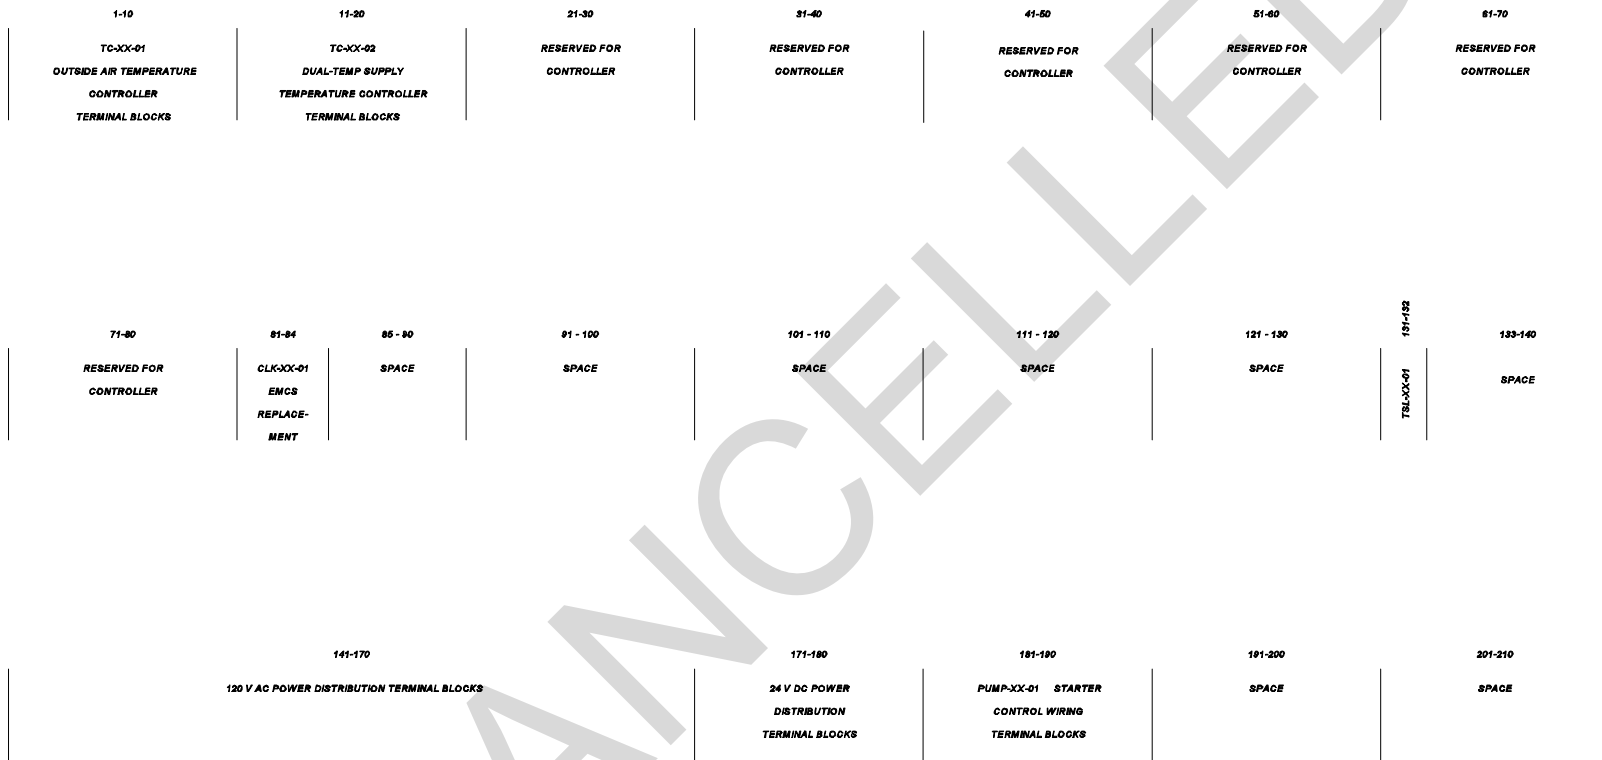 1-10 11-20 21-30 31-40 41-50 51-60 61-70
TC-XX-01
OUTSIDE AIR TEMPERATURE
CONTROLLER
TERMINAL BLOCKS
TC-XX-02
DUAL-TEMP SUPPLY
TEMPERATURE CONTROLLER
TERMINAL BLOCKS
RESERVED FOR
CONTROLLER
RESERVED FOR
CONTROLLER
RESERVED FOR
CONTROLLER
RESERVED FOR
CONTROLLER
RESERVED FOR
CONTROLLER
71-80 81-84 85 - 90 91 - 100 101 - 110 111 - 120 121 - 130 131-132 133-140
RESERVED FOR
CONTROLLER
CLK-XX-01
EMCS
REPLACE-
MENT
SPACE
SPACE
SPACE
SPACE
SPACE
TSL-XX-01
SPACE
141-170 171-180 181-190 191-200 201-210
120 V AC POWER DISTRIBUTION TERMINAL BLOCKS
24 V DC POWER
DISTRIBUTION
TERMINAL BLOCKS
PUMP-XX-01 STARTER
CONTROL WIRING
TERMINAL BLOCKS
SPACE
SPACE
ANCELLED